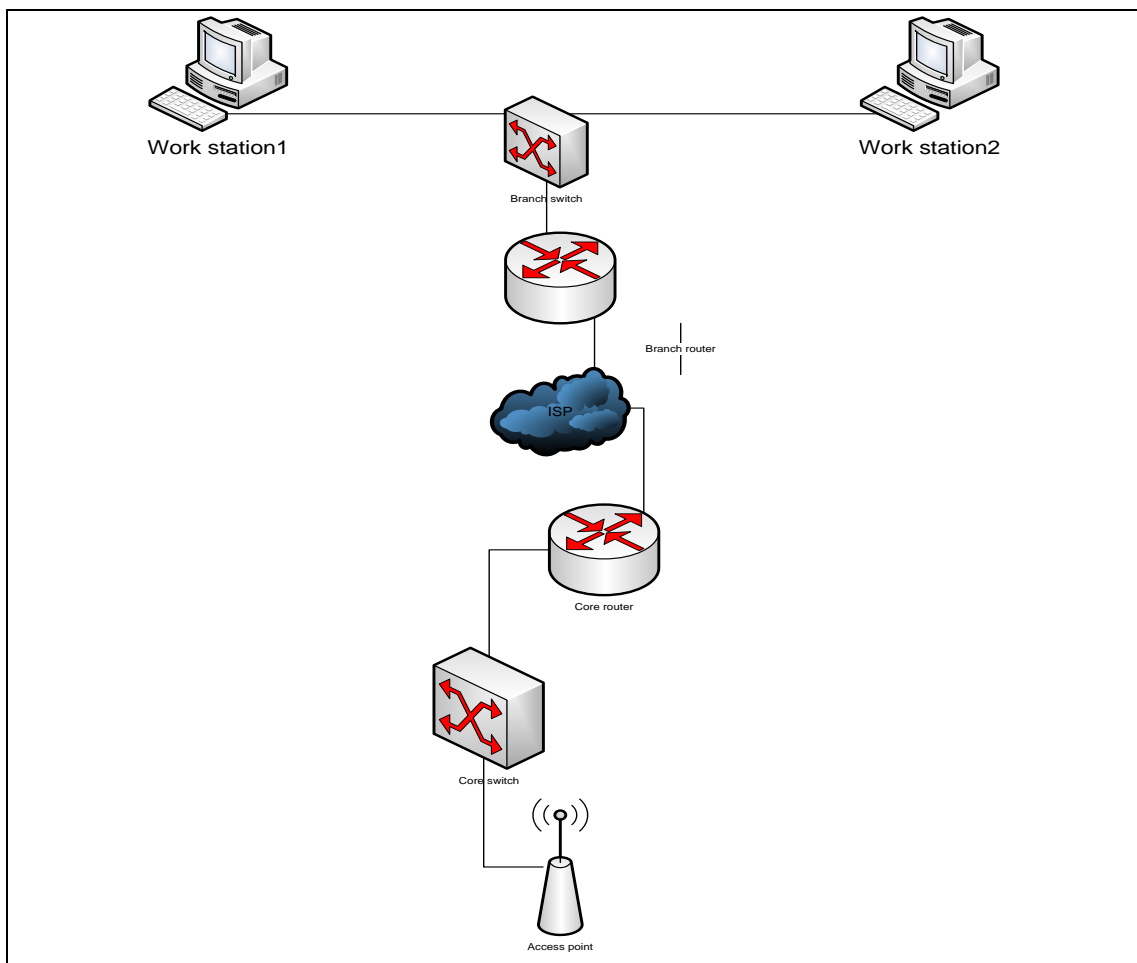 Work station1
Work station2
Branch switch
Branch router
ISP
Core router
Core switch
Access point